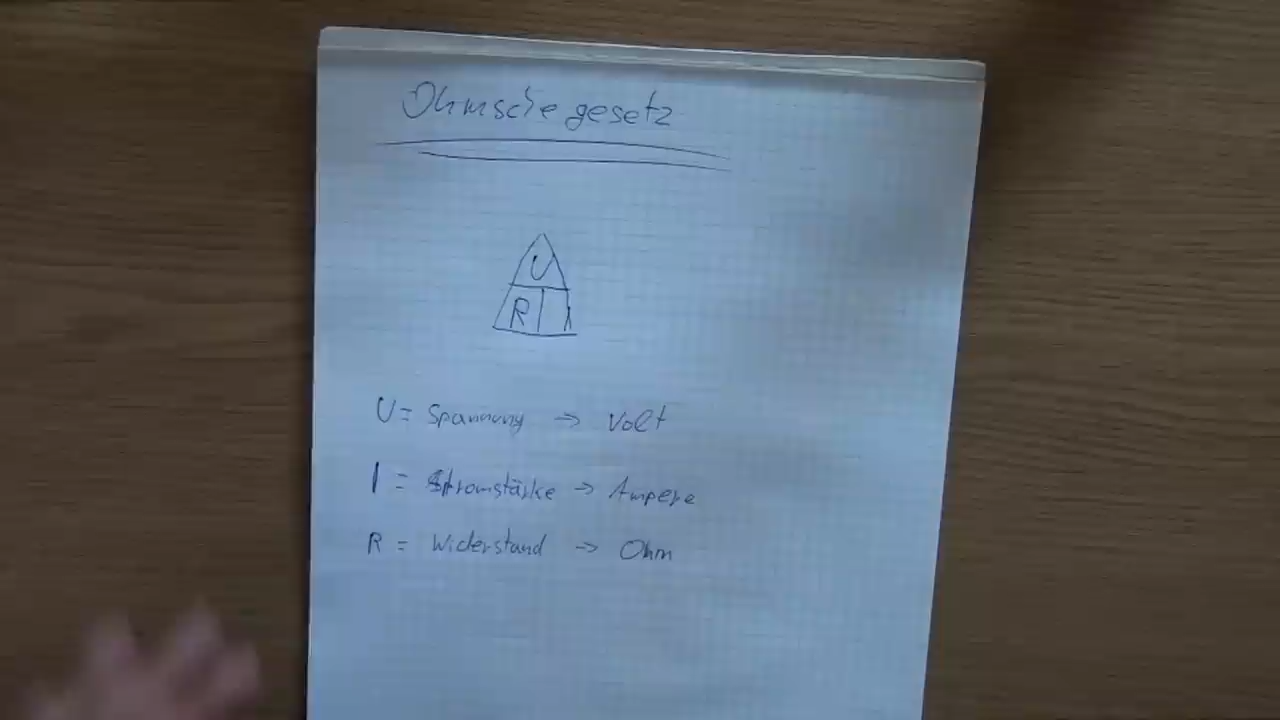 Ohmsche gesetz
U
R I
U = Spannung → Volt
I = Stromstärke → Ampere
R = Widerstand → Ohm